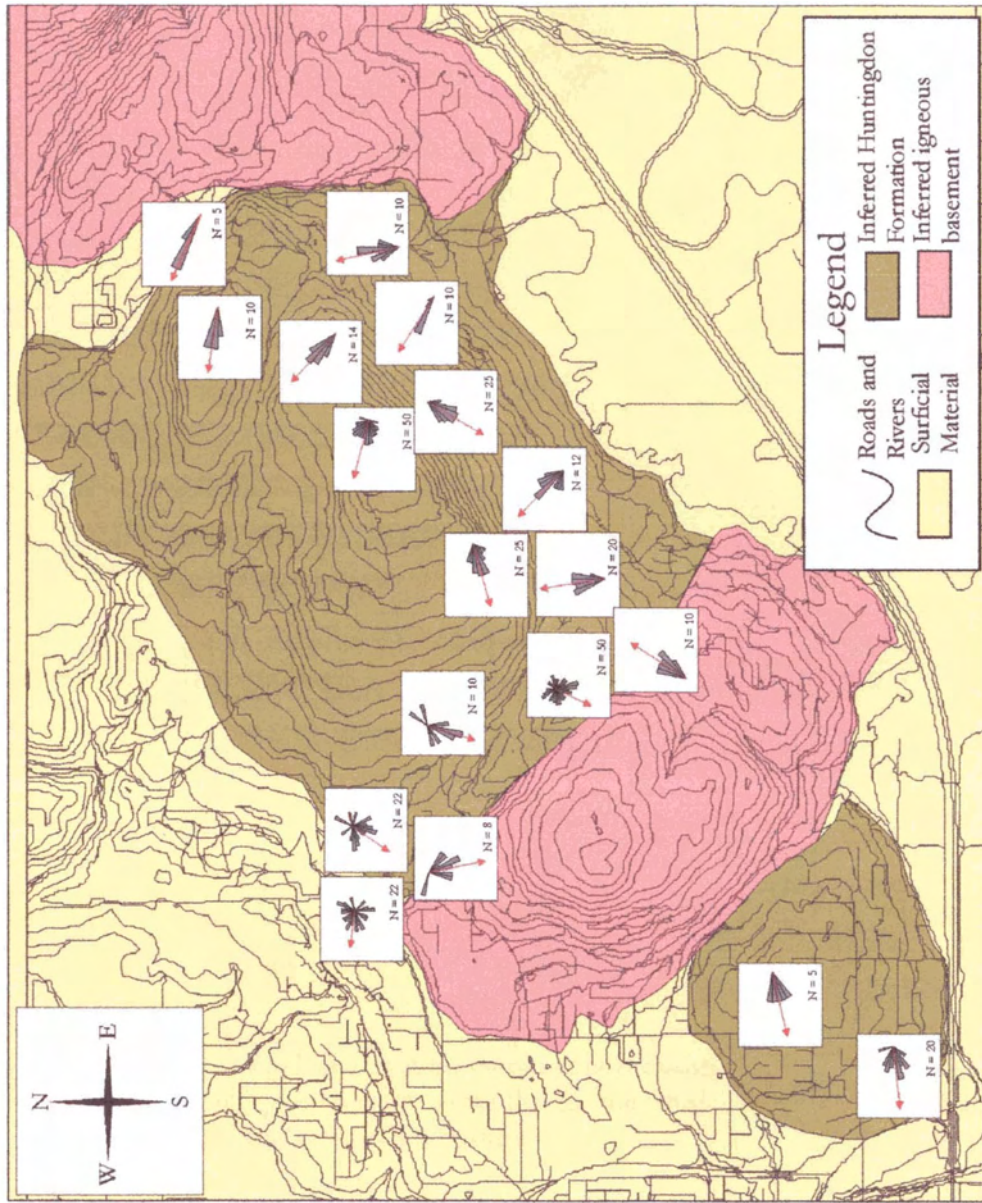 N
W E
S
N = 5
N = 10
N = 14
N = 22
N = 22
N = 10
N = 50
N = 10
N = 8
N = 10
N = 25
N = 25
N = 12
N = 50
N = 20
N = 10
N = 5
N = 20
Legend
Roads and
Rivers
Surficial
Material
Inferred Huntingdon
Formation
Inferred igneous
basement